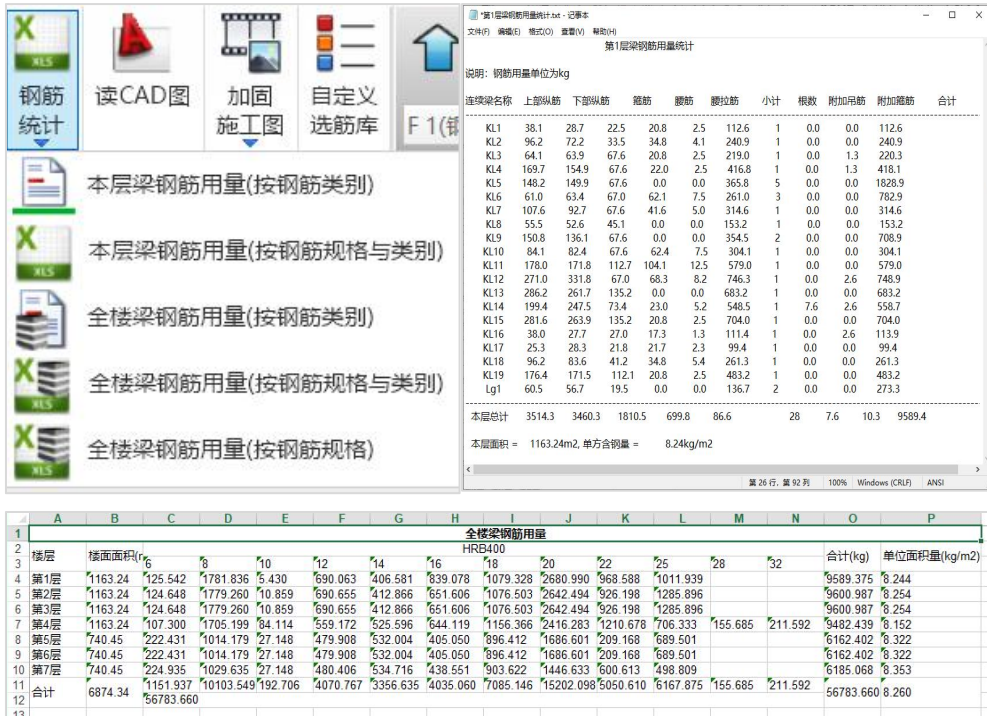 XLS
钢筋
统计
读CAD图
加固
施工图
自定义
选筋库
F 1(钢
本层梁钢筋用量(按钢筋类别)
XLS
本层梁钢筋用量(按钢筋规格与类别)
全楼梁钢筋用量(按钢筋类别)
XLS
全楼梁钢筋用量(按钢筋规格与类别)
XLS
全楼梁钢筋用量(按钢筋规格)
*第1层梁钢筋用量统计.txt - 记事本
文件(F) 编辑(E) 格式(O) 查看(V) 帮助(H)
第1层梁钢筋用量统计
说明: 钢筋用量单位为kg
连续梁名称 上部纵筋 下部纵筋 箍筋 腰筋 腰拉筋 小计 根数 附加吊筋 附加箍筋 合计
KL1 38.1 28.7 22.5 20.8 2.5 112.6 1 0.0 0.0 112.6
KL2 96.2 72.2 33.5 34.8 4.1 240.9 1 0.0 0.0 240.9
KL3 64.1 63.9 67.6 20.8 2.5 219.0 1 0.0 1.3 220.3
KL4 169.7 154.9 67.6 22.0 2.5 416.8 1 0.0 1.3 418.1
KL5 148.2 149.9 67.6 0.0 0.0 365.8 5 0.0 0.0 1828.9
KL6 61.0 63.4 67.0 62.1 7.5 261.0 3 0.0 0.0 782.9
KL7 107.6 92.7 67.6 41.6 5.0 314.6 1 0.0 0.0 314.6
KL8 55.5 52.6 45.1 0.0 0.0 153.2 1 0.0 0.0 153.2
KL9 150.8 136.1 67.6 0.0 0.0 354.5 2 0.0 0.0 708.9
KL10 84.1 82.4 67.6 62.4 7.5 304.1 1 0.0 0.0 304.1
KL11 178.0 171.8 112.7 104.1 12.5 579.0 1 0.0 0.0 579.0
KL12 271.0 331.8 67.0 68.3 8.2 746.3 1 0.0 2.6 748.9
KL13 286.2 261.7 135.2 0.0 0.0 683.2 1 0.0 0.0 683.2
KL14 199.4 247.5 73.4 23.0 5.2 548.5 1 7.6 2.6 558.7
KL15 281.6 263.9 135.2 20.8 2.5 704.0 1 0.0 0.0 704.0
KL16 38.0 27.7 27.0 17.3 1.3 111.4 1 0.0 2.6 113.9
KL17 25.3 28.3 21.8 21.7 2.3 99.4 1 0.0 0.0 99.4
KL18 96.2 83.6 41.2 34.8 5.4 261.3 1 0.0 0.0 261.3
KL19 176.4 171.5 112.1 20.8 2.5 483.2 1 0.0 0.0 483.2
Lg1 60.5 56.7 19.5 0.0 0.0 136.7 2 0.0 0.0 273.3
本层总计 3514.3 3460.3 1810.5 699.8 86.6 28 7.6 10.3 9589.4
本层面积 = 1163.24m2, 单方含钢量 = 8.24kg/m2
第 26 行, 第 92 列 100% Windows (CRLF) ANSI
A B C D E F G H I J K L M N O P
1 全楼梁钢筋用量
2 楼层 楼面面积(r HRB400 合计(kg) 单位面积量(kg/m2)
3 6 8 10 12 14 16 18 20 22 25 28 32
4 第1层 1163.24 125.542 1781.836 5.430 690.063 406.581 839.078 1079.328 2680.990 968.588 1011.939 9589.375 8.244
5 第2层 1163.24 124.648 1779.260 10.859 690.655 412.866 651.606 1076.503 2642.494 926.198 1285.896 9600.987 8.254
6 第3层 1163.24 124.648 1779.260 10.859 690.655 412.866 651.606 1076.503 2642.494 926.198 1285.896 9600.987 8.254
7 第4层 1163.24 107.300 1705.199 84.114 559.172 525.596 644.119 1156.366 2416.283 1210.678 706.333 155.685 211.592 9482.439 8.152
8 第5层 740.45 222.431 1014.179 27.148 479.908 532.004 405.050 896.412 1686.601 209.168 689.501 6162.402 8.322
9 第6层 740.45 222.431 1014.179 27.148 479.908 532.004 405.050 896.412 1686.601 209.168 689.501 6162.402 8.322
10 第7层 740.45 224.935 1029.635 27.148 480.406 534.716 438.551 903.622 1446.633 600.613 498.809 6185.068 8.353
11 合计 6874.34 1151.937 10103.549 192.706 4070.767 3356.635 4035.060 7085.146 15202.098 5050.610 6167.875 155.685 211.592 56783.660 8.260
12 56783.660